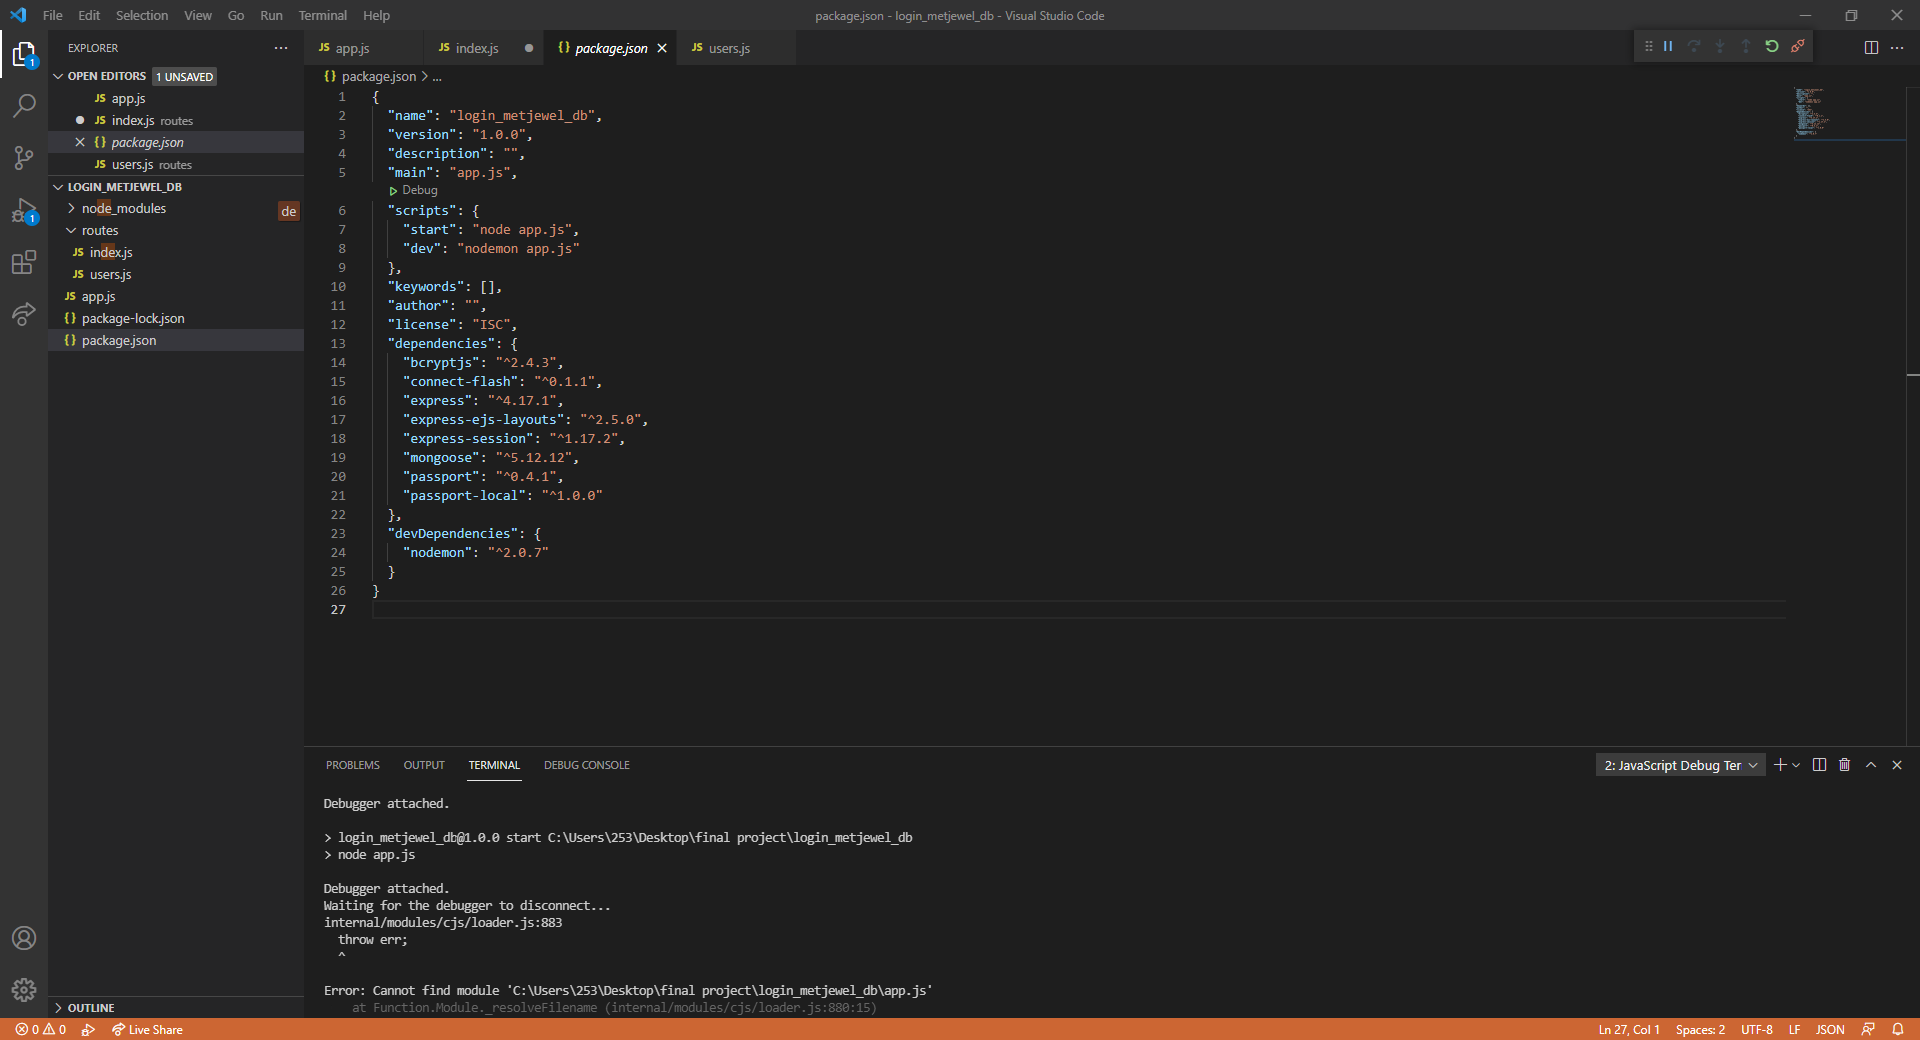 File Edit Selection View Go Run Terminal Help
package.json - login_metjewel_db - Visual Studio Code
EXPLORER
OPEN EDITORS 1 UNSAVED
JS app.js
JS index.js routes
{} package.json
JS users.js routes
LOGIN_METJEWEL_DB
node_modules de
routes
JS index.js
JS users.js
JS app.js
{} package-lock.json
{} package.json
OUTLINE
1
1
JS app.js JS index.js {} package.json JS users.js
{} package.json > ...
1 {
2 "name": "login_metjewel_db",
3 "version": "1.0.0",
4 "description": "",
5 "main": "app.js",
Debug
6 "scripts": {
7 "start": "node app.js",
8 "dev": "nodemon app.js"
9 },
10 "keywords": [],
11 "author": "",
12 "license": "ISC",
13 "dependencies": {
14 "bcryptjs": "^2.4.3",
15 "connect-flash": "^0.1.1",
16 "express": "^4.17.1",
17 "express-ejs-layouts": "^2.5.0",
18 "express-session": "^1.17.2",
19 "mongoose": "^5.12.12",
20 "passport": "^0.4.1",
21 "passport-local": "^1.0.0"
22 },
23 "devDependencies": {
24 "nodemon": "^2.0.7"
25 }
26 }
27
PROBLEMS OUTPUT TERMINAL DEBUG CONSOLE
2: JavaScript Debug Ter
Debugger attached.
> login_metjewel_db@1.0.0 start C:\Users\253\Desktop\final project\login_metjewel_db
> node app.js
Debugger attached.
Waiting for the debugger to disconnect...
internal/modules/cjs/loader.js:883
throw err;
^
Error: Cannot find module 'C:\Users\253\Desktop\final project\login_metjewel_db\app.js'
at Function.Module._resolveFilename (internal/modules/cjs/loader.js:880:15)
0 0 Live Share
Ln 27, Col 1 Spaces: 2 UTF-8 LF JSON